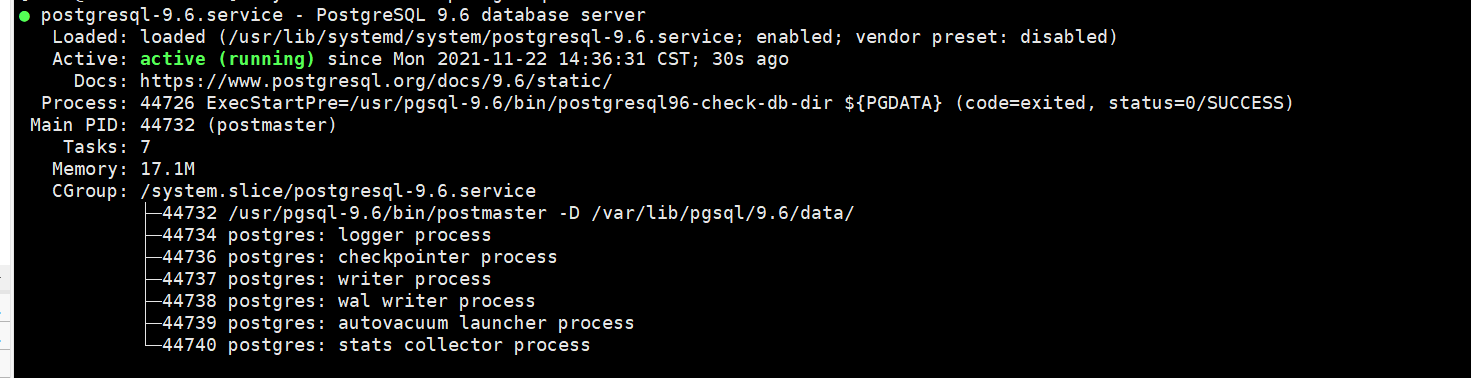 ● postgresql-9.6.service - PostgreSQL 9.6 database server
Loaded: loaded (/usr/lib/systemd/system/postgresql-9.6.service; enabled; vendor preset: disabled)
Active: active (running) since Mon 2021-11-22 14:36:31 CST; 30s ago
Docs: https://www.postgresql.org/docs/9.6/static/
Process: 44726 ExecStartPre=/usr/pgsql-9.6/bin/postgresql96-check-db-dir ${PGDATA} (code=exited, status=0/SUCCESS)
Main PID: 44732 (postmaster)
Tasks: 7
Memory: 17.1M
CGroup: /system.slice/postgresql-9.6.service
├─44732 /usr/pgsql-9.6/bin/postmaster -D /var/lib/pgsql/9.6/data/
├─44734 postgres: logger process
├─44736 postgres: checkpointer process
├─44737 postgres: writer process
├─44738 postgres: wal writer process
├─44739 postgres: autovacuum launcher process
└─44740 postgres: stats collector process